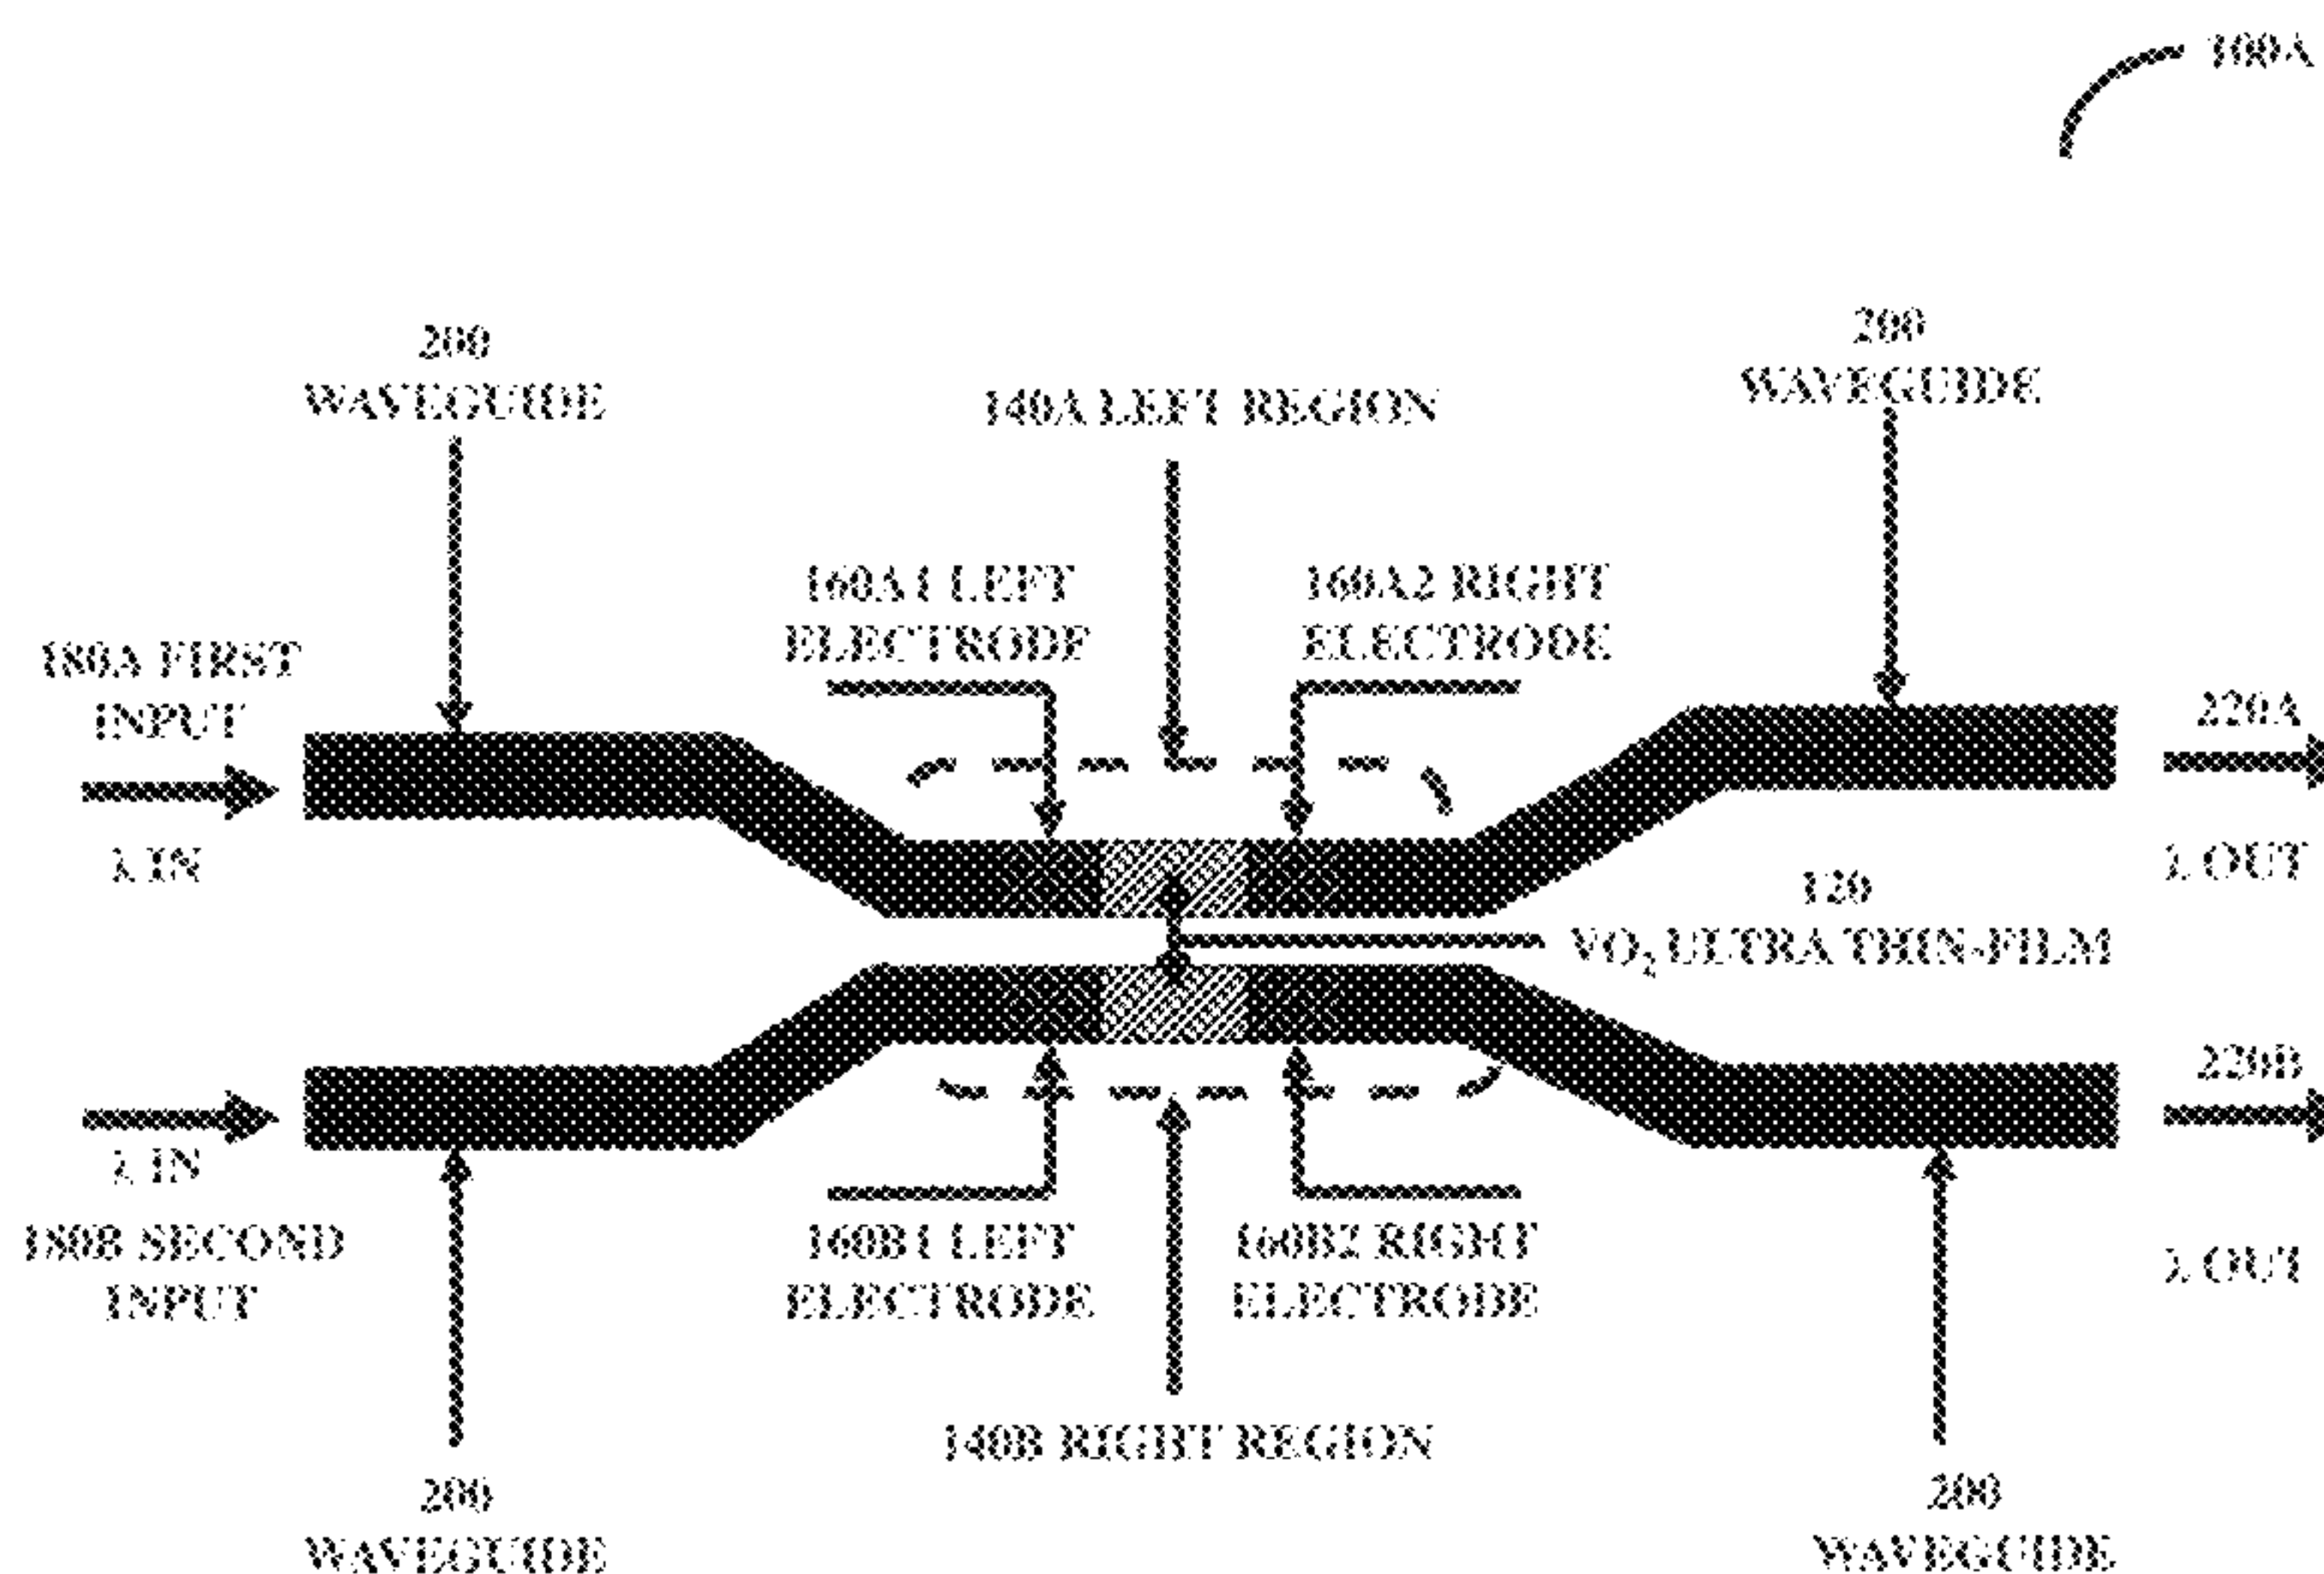 100A
200
WAVEGUIDE
200
WAVEGUIDE
140A LEFT REGION
160A1 LEFT
ELECTRODE
160A2 RIGHT
ELECTRODE
180A FIRST
INPUT
λ IN
220A
λ OUT
120
VO₂ ULTRA THIN-FILM
220B
λ OUT
λ IN
180B SECOND
INPUT
160B1 LEFT
ELECTRODE
160B2 RIGHT
ELECTRODE
140B RIGHT REGION
200
WAVEGUIDE
200
WAVEGUIDE